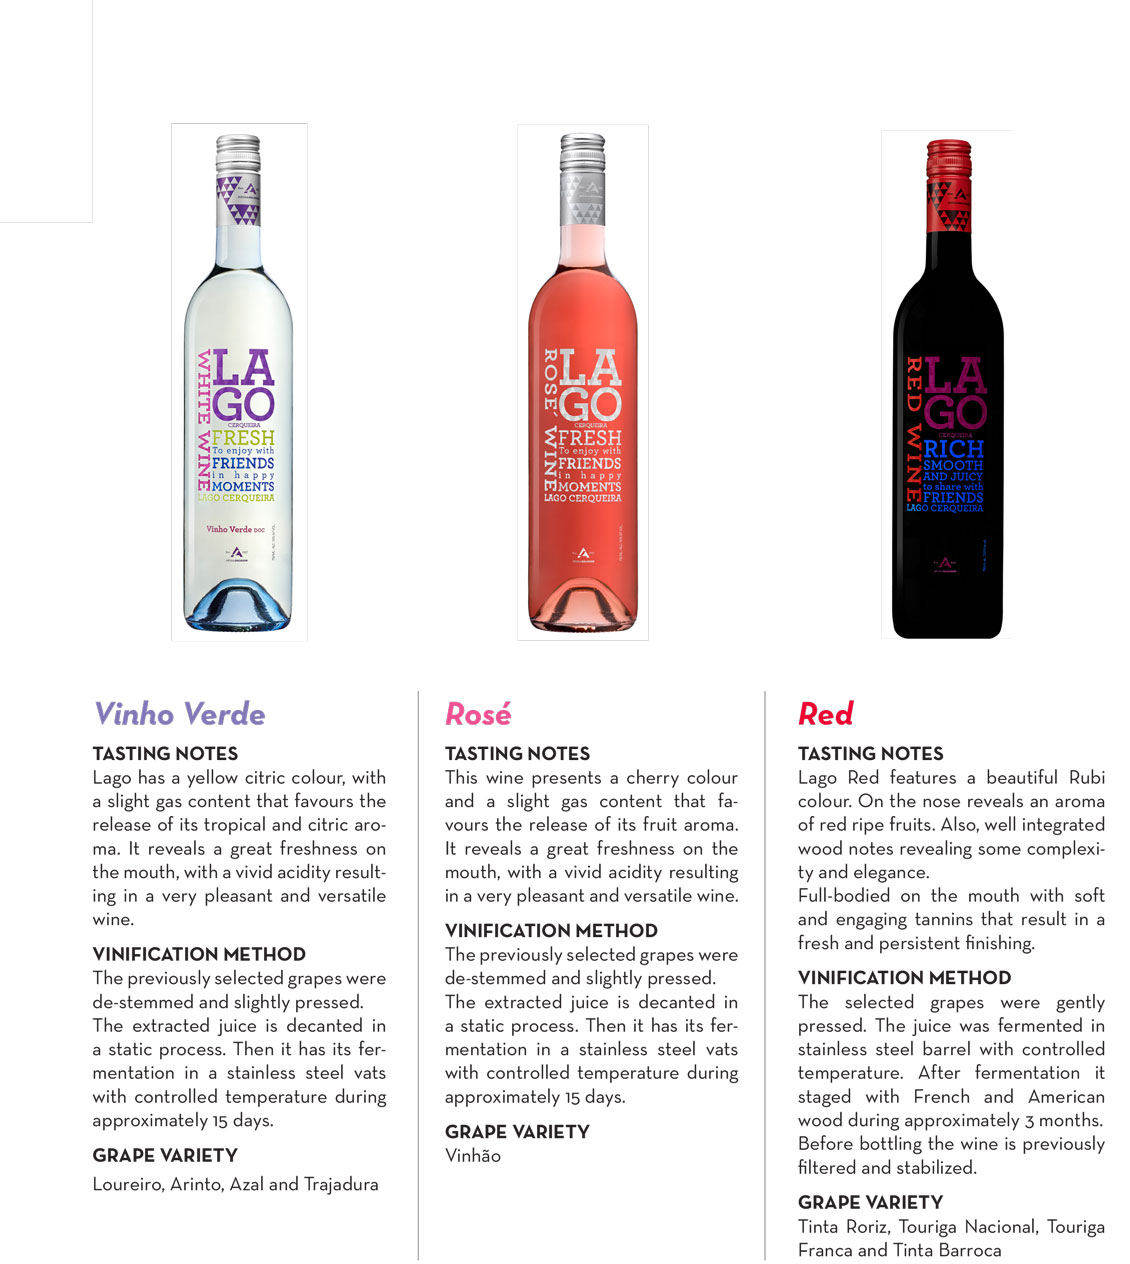 WHITE WINE
LA
GO
CERQUEIRA
FRESH
To enjoy with
FRIENDS
in happy
MOMENTS
LAGO CERQUEIRA
Vinho Verde DOC
ROSE´ WINE
LA
GO
CERQUEIRA
FRESH
To enjoy with
FRIENDS
in happy
MOMENTS
LAGO CERQUEIRA
RED WINE
LA
GO
CERQUEIRA
RICH
SMOOTH
AND JUICY
to share with
FRIENDS
LAGO CERQUEIRA
Vinho Verde
TASTING NOTES
Lago has a yellow citric colour, with
a slight gas content that favours the
release of its tropical and citric aro-
ma. It reveals a great freshness on
the mouth, with a vivid acidity result-
ing in a very pleasant and versatile
wine.
VINIFICATION METHOD
The previously selected grapes were
de-stemmed and slightly pressed.
The extracted juice is decanted in
a static process. Then it has its fer-
mentation in a stainless steel vats
with controlled temperature during
approximately 15 days.
GRAPE VARIETY
Loureiro, Arinto, Azal and Trajadura
Rosé
TASTING NOTES
This wine presents a cherry colour
and a slight gas content that fa-
vours the release of its fruit aroma.
It reveals a great freshness on the
mouth, with a vivid acidity resulting
in a very pleasant and versatile wine.
VINIFICATION METHOD
The previously selected grapes were
de-stemmed and slightly pressed.
The extracted juice is decanted in
a static process. Then it has its fer-
mentation in a stainless steel vats
with controlled temperature during
approximately 15 days.
GRAPE VARIETY
Vinhão
Red
TASTING NOTES
Lago Red features a beautiful Rubi
colour. On the nose reveals an aroma
of red ripe fruits. Also, well integrated
wood notes revealing some complexi-
ty and elegance.
Full-bodied on the mouth with soft
and engaging tannins that result in a
fresh and persistent finishing.
VINIFICATION METHOD
The selected grapes were gently
pressed. The juice was fermented in
stainless steel barrel with controlled
temperature. After fermentation it
staged with French and American
wood during approximately 3 months.
Before bottling the wine is previously
filtered and stabilized.
GRAPE VARIETY
Tinta Roriz, Touriga Nacional, Touriga
Franca and Tinta Barroca